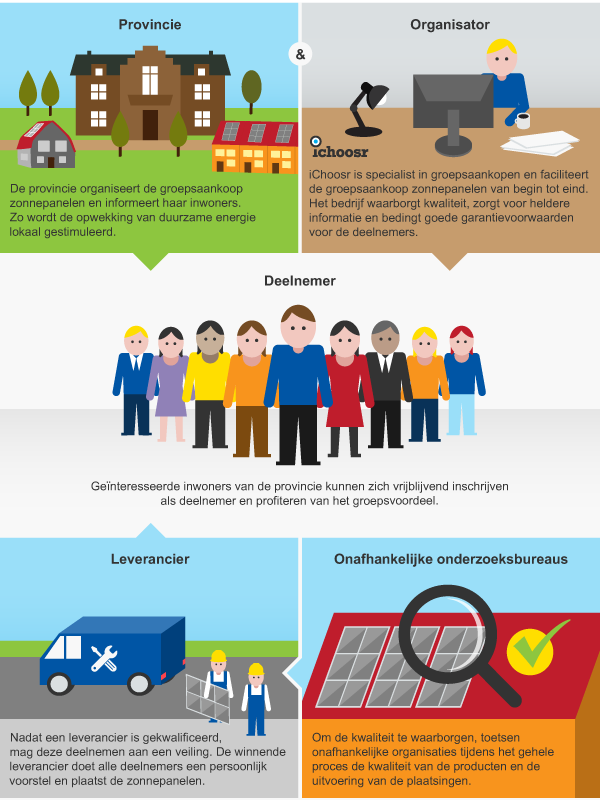 Provincie
De provincie organiseert de groepsaankoop
zonnepanelen en informeert haar inwoners.
Zo wordt de opwekking van duurzame energie
lokaal gestimuleerd.
&
Organisator
ichoosr
iChoosr is specialist in groepsaankopen en faciliteert
de groepsaankoop zonnepanelen van begin tot eind.
Het bedrijf waarborgt kwaliteit, zorgt voor heldere
informatie en bedingt goede garantievoorwaarden
voor de deelnemers.
Deelnemer
Geïnteresseerde inwoners van de provincie kunnen zich vrijblijvend inschrijven
als deelnemer en profiteren van het groepsvoordeel.
Leverancier
Nadat een leverancier is gekwalificeerd,
mag deze deelnemen aan een veiling. De winnende
leverancier doet alle deelnemers een persoonlijk
voorstel en plaatst de zonnepanelen.
Onafhankelijke onderzoeksbureaus
Om de kwaliteit te waarborgen, toetsen
onafhankelijke organisaties tijdens het gehele
proces de kwaliteit van de producten en de
uitvoering van de plaatsingen.